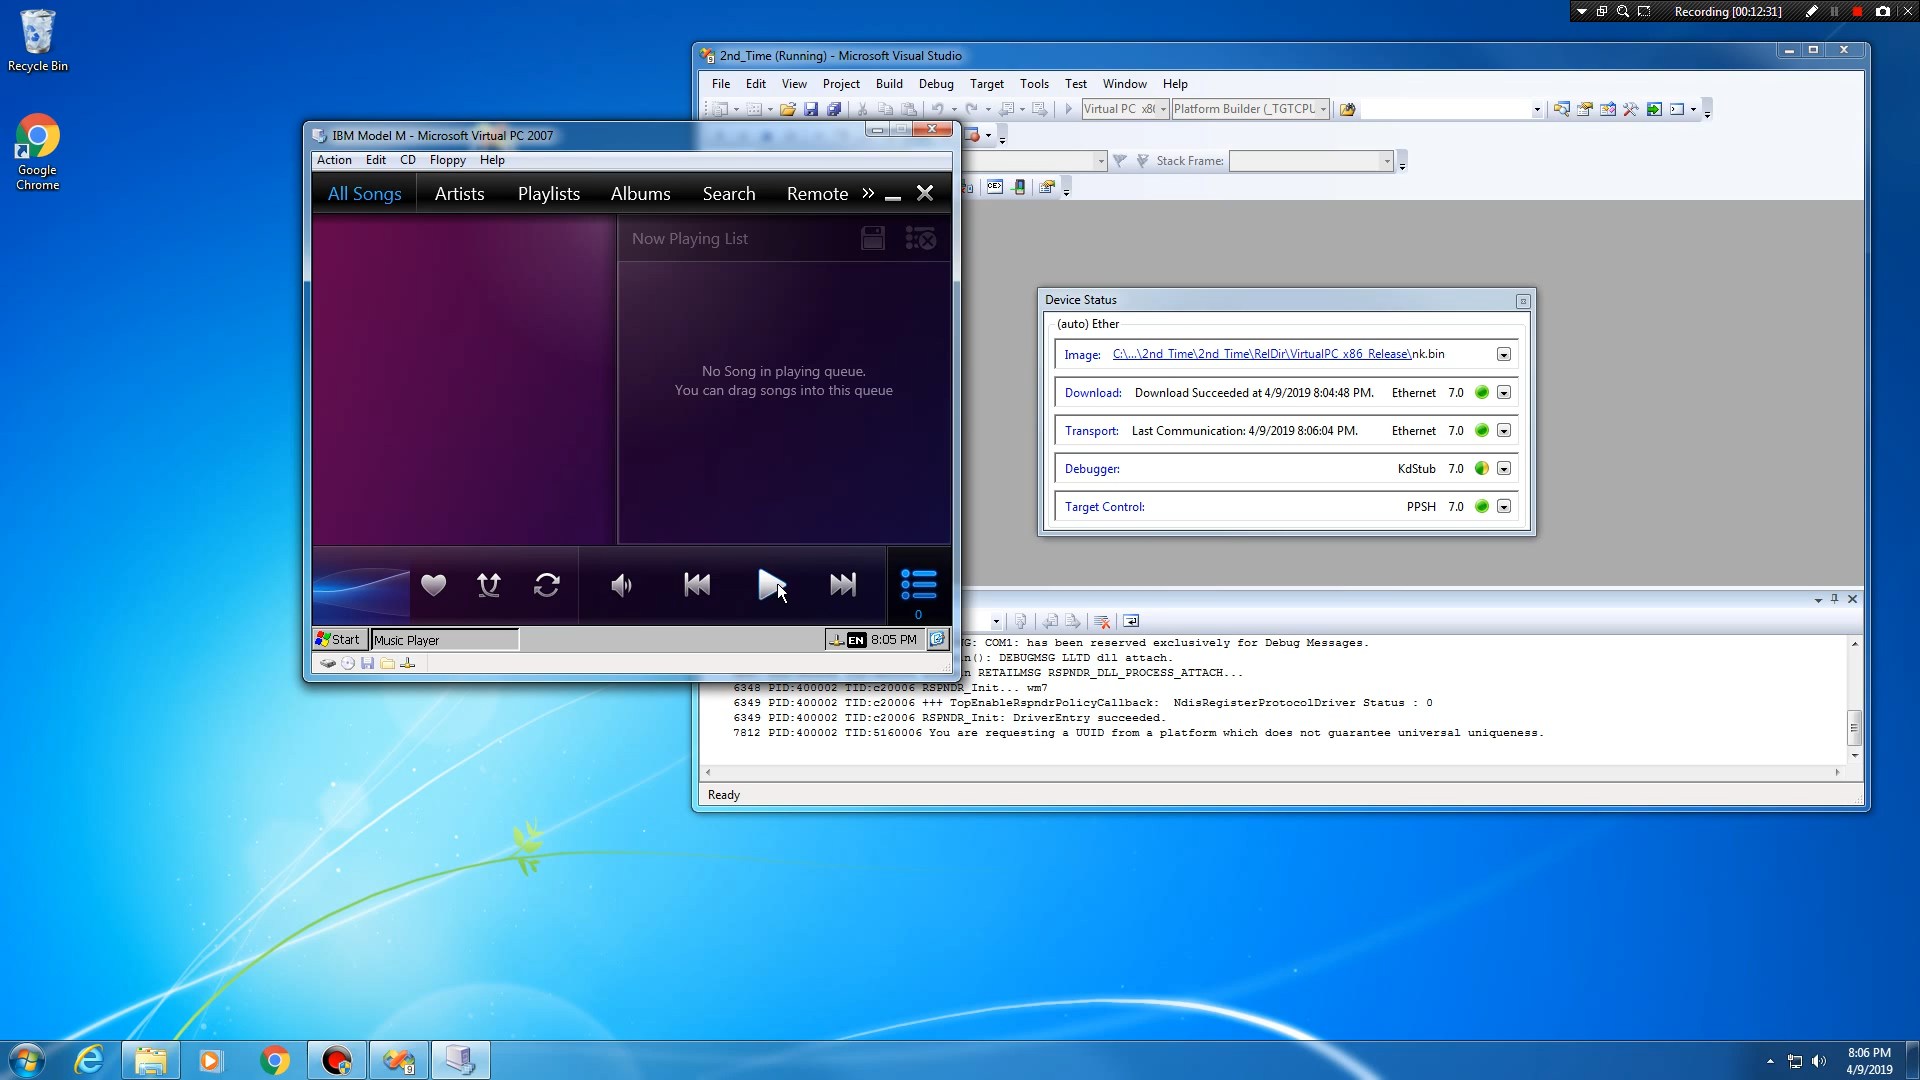 Recycle Bin
Google
Chrome
Recording [00:12:31]
2nd_Time (Running) - Microsoft Visual Studio
File Edit View Project Build Debug Target Tools Test Window Help
Virtual PC x8 Platform Builder (_TGTCPU
Stack Frame:
IBM Model M - Microsoft Virtual PC 2007
Action Edit CD Floppy Help
All Songs Artists Playlists Albums Search Remote »
Now Playing List
No Song in playing queue.
You can drag songs into this queue
0
Start Music Player EN 8:05 PM
Device Status
(auto) Ether
Image: C:\...\2nd_Time\2nd_Time\RelDir\VirtualPC_x86_Release\nk.bin
Download: Download Succeeded at 4/9/2019 8:04:48 PM. Ethernet 7.0
Transport: Last Communication: 4/9/2019 8:06:04 PM. Ethernet 7.0
Debugger: KdStub 7.0
Target Control: PPSH 7.0
G: COM1: has been reserved exclusively for Debug Messages.
n(): DEBUGMSG LLTD dll attach.
n RETAILMSG RSPNDR_DLL_PROCESS_ATTACH...
6348 PID:400002 TID:c20006 RSPNDR_Init... wm7
6349 PID:400002 TID:c20006 +++ TopEnableRspndrPolicyCallback: NdisRegisterProtocolDriver Status : 0
6349 PID:400002 TID:c20006 RSPNDR_Init: DriverEntry succeeded.
7812 PID:400002 TID:5160006 You are requesting a UUID from a platform which does not guarantee universal uniqueness.
Ready
8:06 PM
4/9/2019